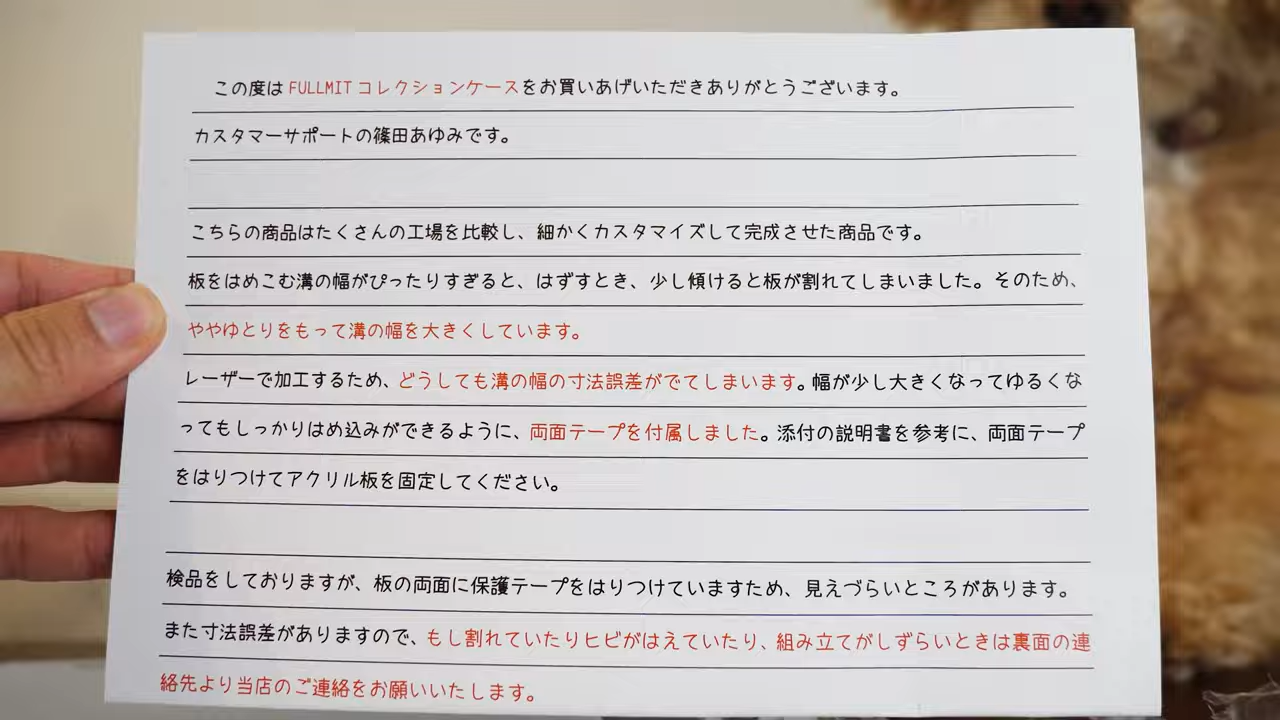 この度は FULLMIT コレクションケースをお買いあげいただきありがとうございます。
カスタマーサポートの篠田あゆみです。
こちらの商品はたくさんの工場を比較し、細かくカスタマイズして完成させた商品です。
板をはめこむ溝の幅がぴったりすぎると、はずすとき、少し傾けると板が割れてしまいました。そのため、
ややゆとりをもって溝の幅を大きくしています。
レーザーで加工するため、どうしても溝の幅の寸法誤差がでてしまいます。幅が少し大きくなってゆるくな
ってもしっかりはめ込みができるように、両面テープを付属しました。添付の説明書を参考に、両面テープ
をはりつけてアクリル板を固定してください。
検品をしておりますが、板の両面に保護テープをはりつけていますため、見えづらいところがあります。
また寸法誤差がありますので、もし割れていたりヒビがはえていたり、組み立てがしずらいときは裏面の連
絡先より当店のご連絡をお願いいたします。